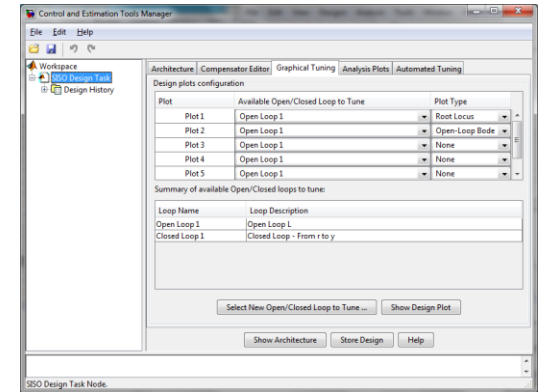 Control and Estimation Tools Manager
File Edit Help
Workspace
SISO Design Task
Design History
Architecture Compensator Editor Graphical Tuning Analysis Plots Automated Tuning
Design plots configuration
Plot Available Open/Closed Loop to Tune Plot Type
Plot 1 Open Loop 1 Root Locus
Plot 2 Open Loop 1 Open-Loop Bode
Plot 3 Open Loop 1 None
Plot 4 Open Loop 1 None
Plot 5 Open Loop 1 None
Summary of available Open/Closed loops to tune:
Loop Name Loop Description
Open Loop 1 Open Loop L
Closed Loop 1 Closed Loop - From r to y
Select New Open/Closed Loop to Tune ... Show Design Plot
Show Architecture Store Design Help
SISO Design Task Node.